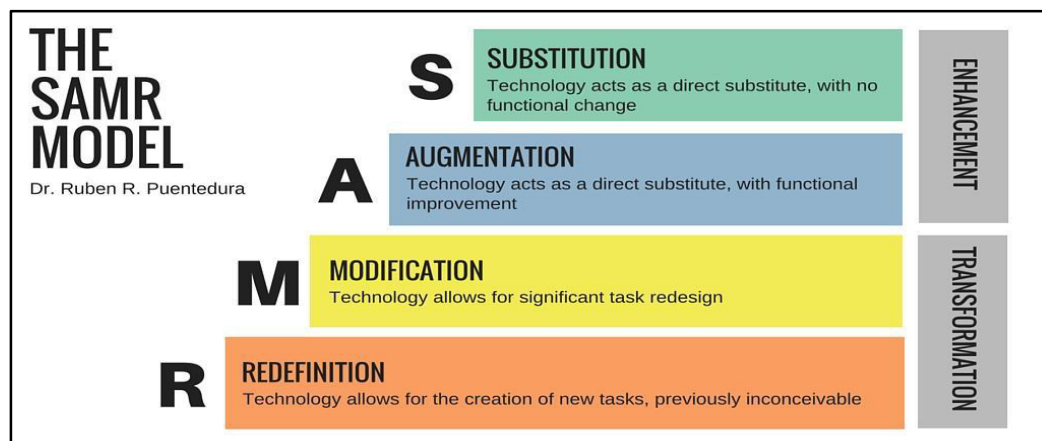 THE
SAMR
MODEL
Dr. Ruben R. Puentedura
S
SUBSTITUTION
Technology acts as a direct substitute, with no
functional change
A
AUGMENTATION
Technology acts as a direct substitute, with functional
improvement
ENHANCEMENT
M
MODIFICATION
Technology allows for significant task redesign
R
REDEFINITION
Technology allows for the creation of new tasks, previously inconceivable
TRANSFORMATION